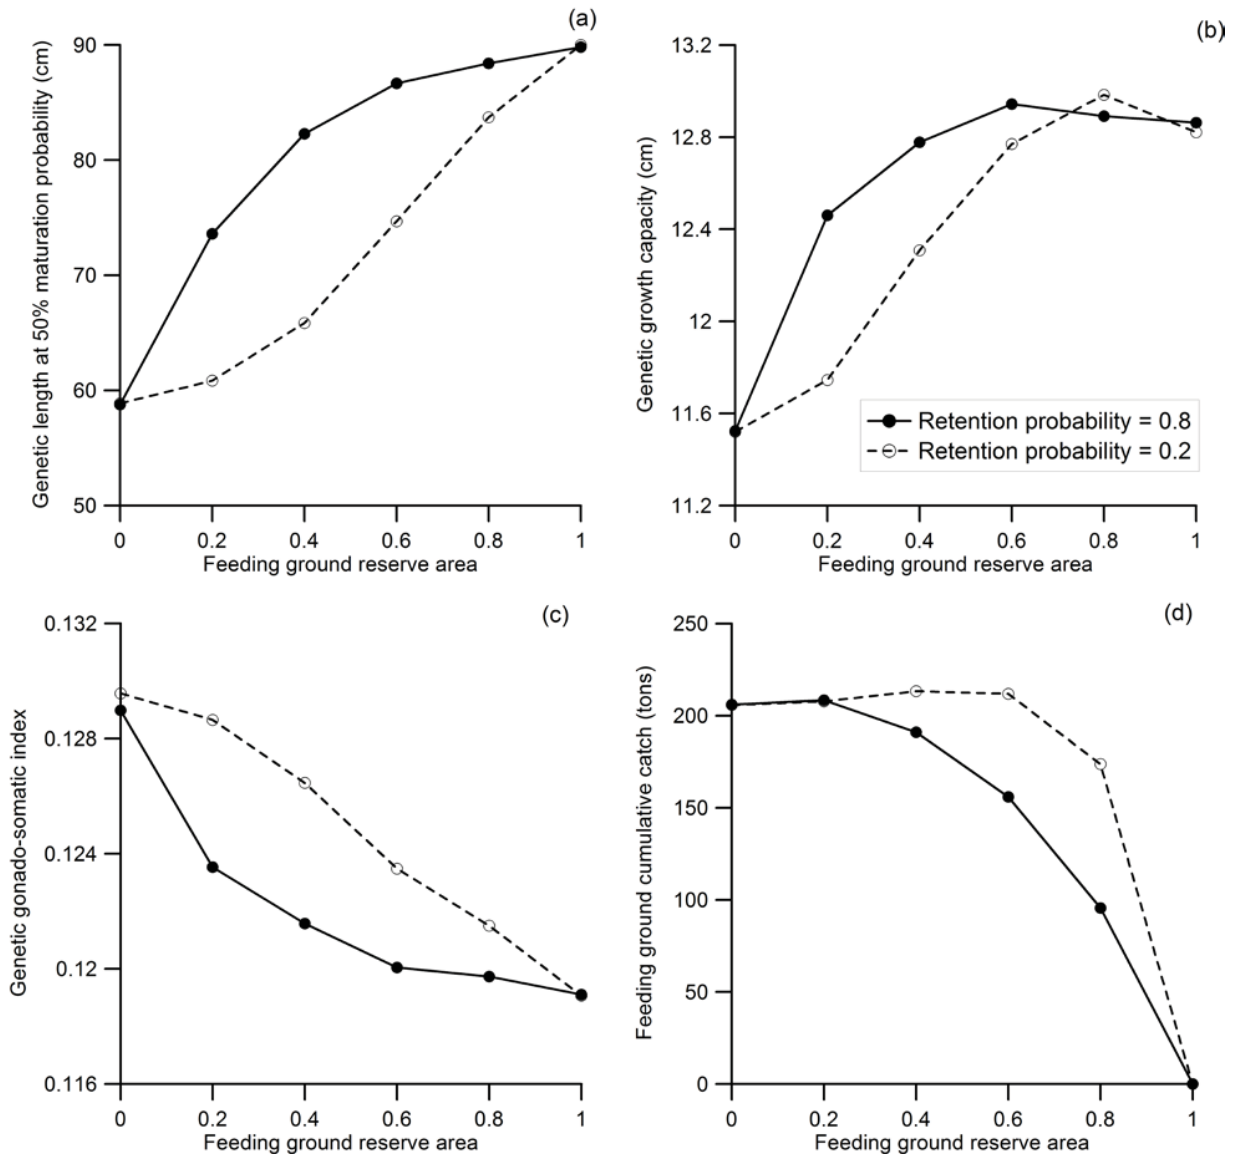 (a)
90
80
70
60
50
Genetic length at 50% maturation probability (cm)
0 0.2 0.4 0.6 0.8 1
Feeding ground reserve area
(b)
13.2
12.8
12.4
12
11.6
11.2
Genetic growth capacity (cm)
Retention probability = 0.8
Retention probability = 0.2
0 0.2 0.4 0.6 0.8 1
Feeding ground reserve area
(c)
0.132
0.128
0.124
0.12
0.116
Genetic gonado-somatic index
0 0.2 0.4 0.6 0.8 1
Feeding ground reserve area
(d)
250
200
150
100
50
0
Feeding ground cumulative catch (tons)
0 0.2 0.4 0.6 0.8 1
Feeding ground reserve area